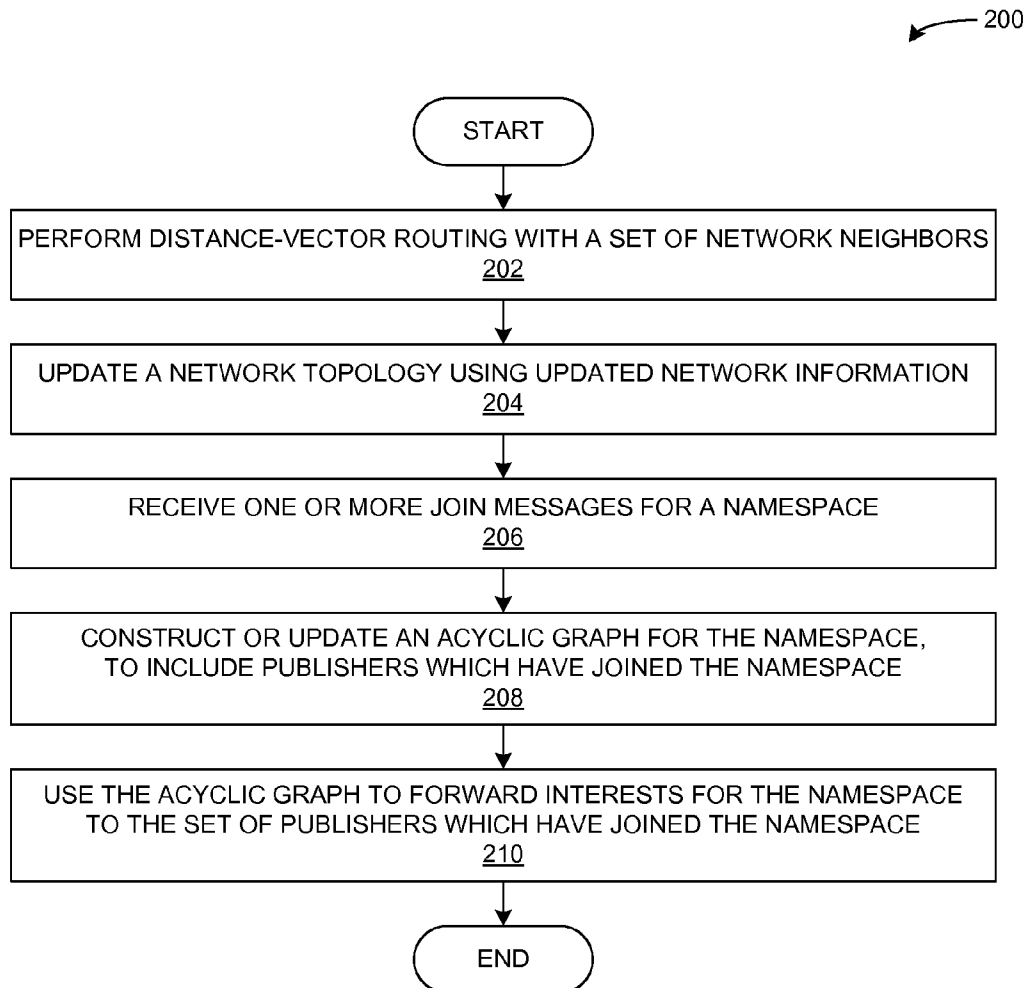 200
START
PERFORM DISTANCE-VECTOR ROUTING WITH A SET OF NETWORK NEIGHBORS
202
UPDATE A NETWORK TOPOLOGY USING UPDATED NETWORK INFORMATION
204
RECEIVE ONE OR MORE JOIN MESSAGES FOR A NAMESPACE
206
CONSTRUCT OR UPDATE AN ACYCLIC GRAPH FOR THE NAMESPACE,
TO INCLUDE PUBLISHERS WHICH HAVE JOINED THE NAMESPACE
208
USE THE ACYCLIC GRAPH TO FORWARD INTERESTS FOR THE NAMESPACE
TO THE SET OF PUBLISHERS WHICH HAVE JOINED THE NAMESPACE
210
END